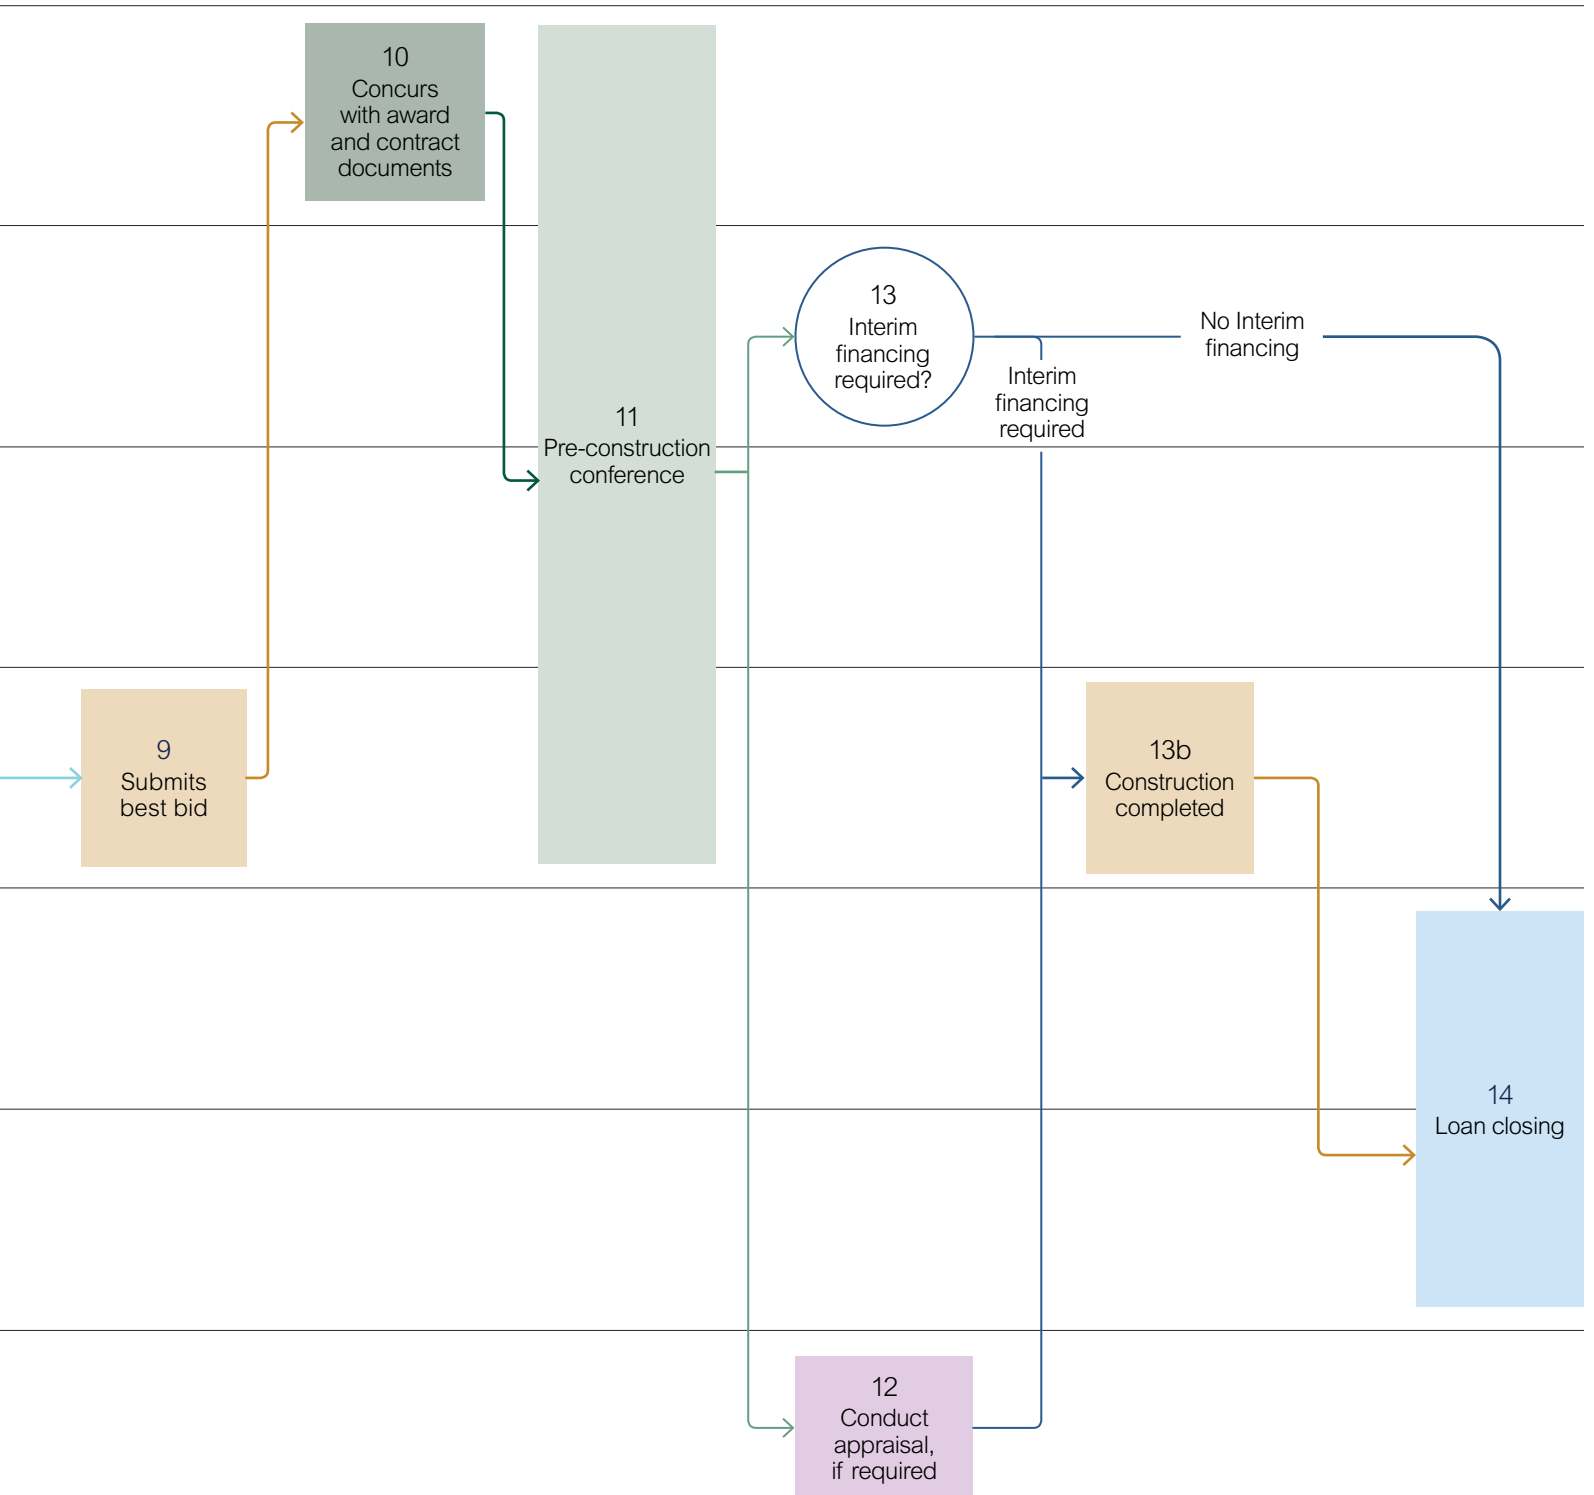 10
Concurs
with award
and contract
documents
13
Interim
financing
required?
No Interim
financing
Interim
financing
required
11
Pre-construction
conference
9
Submits
best bid
13b
Construction
completed
14
Loan closing
12
Conduct
appraisal,
if required